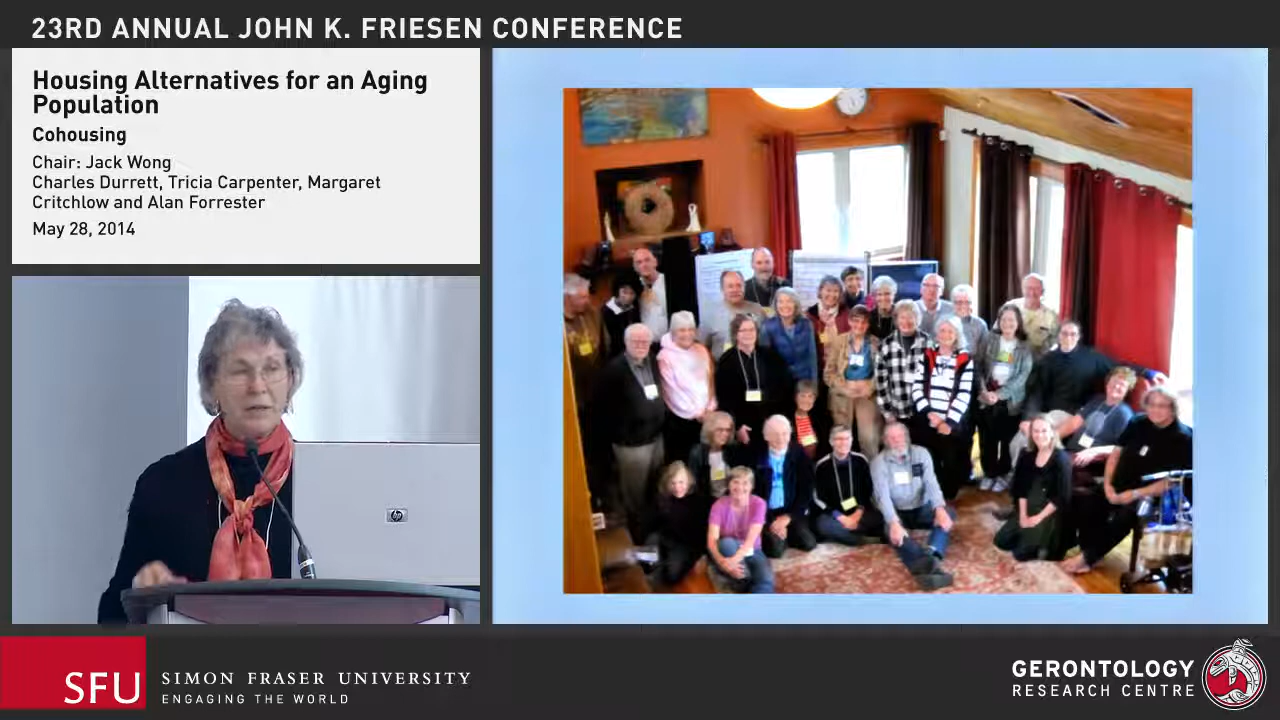 23RD ANNUAL JOHN K. FRIESEN CONFERENCE
Housing Alternatives for an Aging
Population
Cohousing
Chair: Jack Wong
Charles Durrett, Tricia Carpenter, Margaret
Critchlow and Alan Forrester
May 28, 2014
hp
SFU
SIMON FRASER UNIVERSITY
ENGAGING THE WORLD
GERONTOLOGY
RESEARCH CENTRE